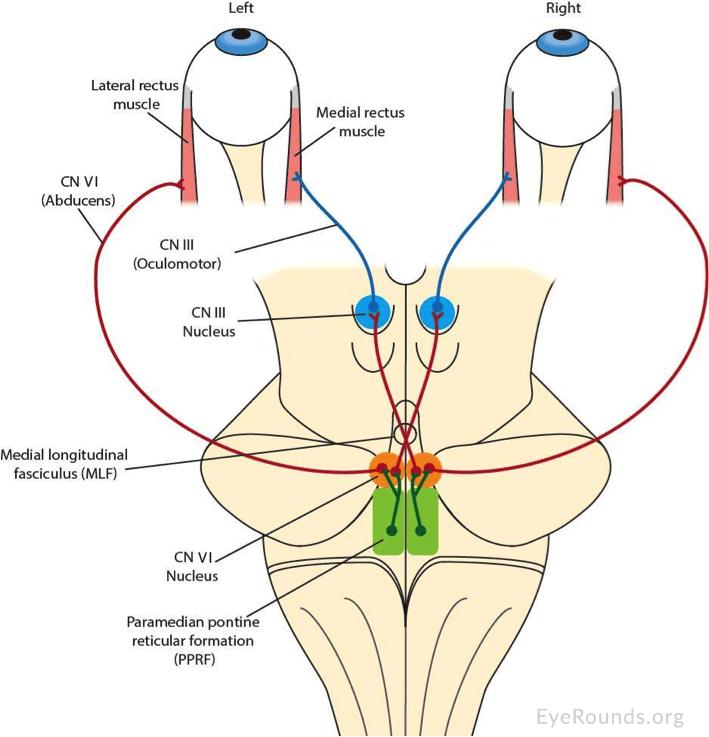 Left
Right
Lateral rectus
muscle
Medial rectus
muscle
CN VI
(Abducens)
CN III
(Oculomotor)
CN III
Nucleus
Medial longitudinal
fasciculus (MLF)
CN VI
Nucleus
Paramedian pontine
reticular formation
(PPRF)
EyeRounds.org